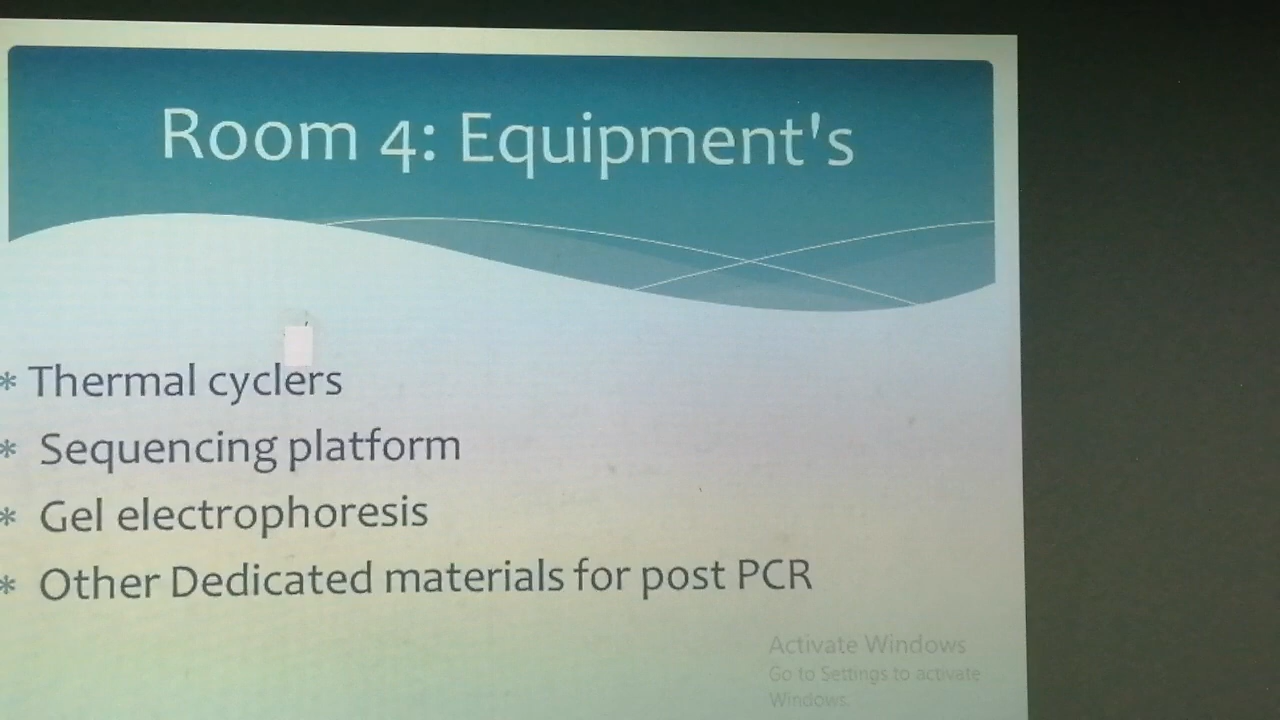 Room 4: Equipment's
* Thermal cyclers
* Sequencing platform
* Gel electrophoresis
* Other Dedicated materials for post PCR
Activate Windows
Go to Settings to activate
Windows.